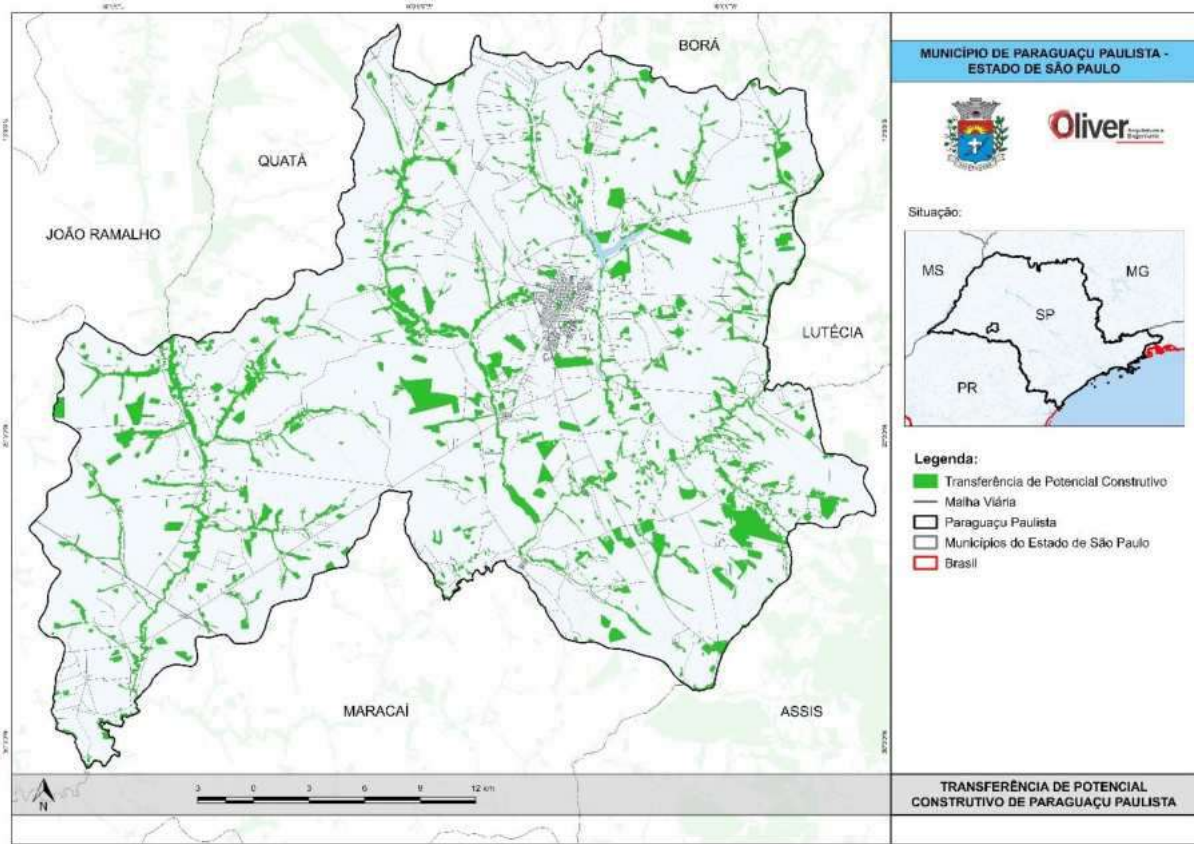 BORÁ
QUATÁ
JOÃO RAMALHO
LUTÉCIA
MARACAÍ
ASSIS
N
3 0 3 6 9 12 km
MUNICÍPIO DE PARAGUAÇU PAULISTA -
ESTADO DE SÃO PAULO
Oliver
Situação:
MS
MG
SP
PR
Legenda:
Transferência de Potencial Construtivo
Malha Viária
Paraguaçu Paulista
Municípios do Estado de São Paulo
Brasil
TRANSFERÊNCIA DE POTENCIAL
CONSTRUTIVO DE PARAGUAÇU PAULISTA